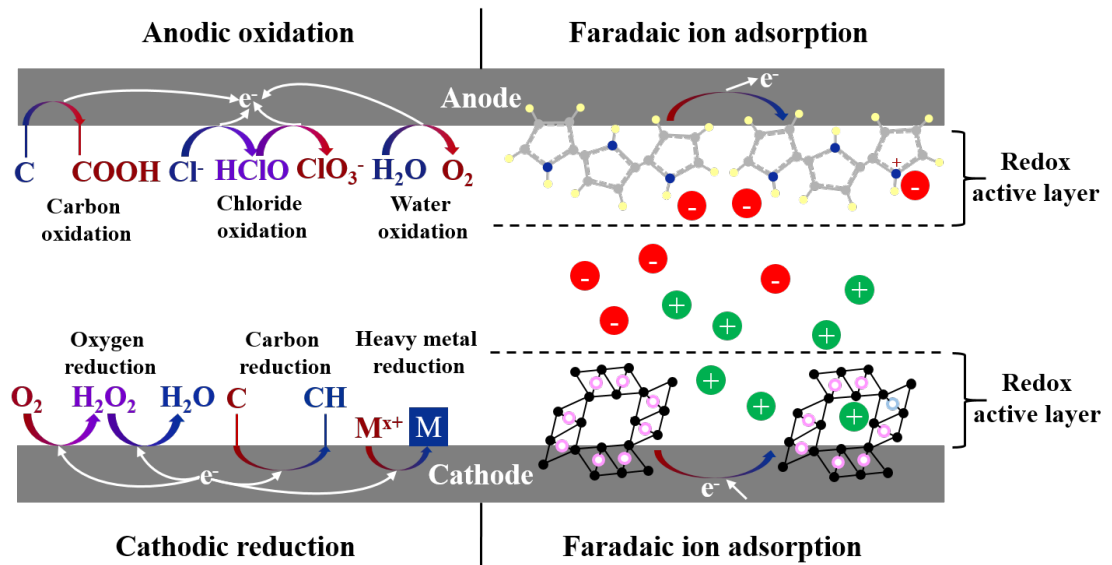 Anodic oxidation
Faradaic ion adsorption
e-
Anode
e-
C
COOH
Cl-
HClO
ClO₃-
H₂O
O₂
Carbon
oxidation
Chloride
oxidation
Water
oxidation
+
-
-
-
Redox
active layer
-
-
-
-
+
+
+
+
Oxygen
reduction
Carbon
reduction
Heavy metal
reduction
O₂
H₂O₂
H₂O
C
CH
Mˣ⁺
M
+
+
+
Redox
active layer
e-
Cathode
e-
Cathodic reduction
Faradaic ion adsorption